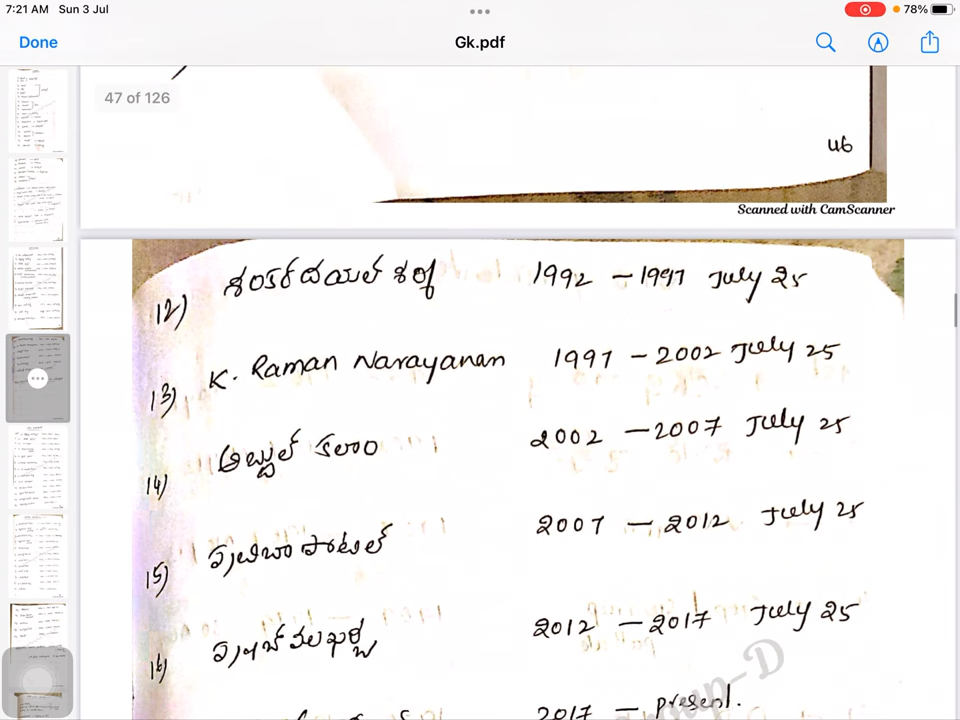 7:21 AM Sun 3 Jul
78%
Done
Gk.pdf
47 of 126
46
Scanned with CamScanner
12) ಶಂಕರ್ ದಯಾಳ್ ಶರ್ಮ 1992 – 1997 July 25
13) K. Raman Narayanan 1997 – 2002 July 25
14) ಅಬ್ದುಲ್ ಕಲಾಂ 2002 – 2007 July 25
15) ಪ್ರತಿಭಾ ಪಾಟೀಲ್ 2007 – 2012 July 25
16) ಪ್ರಣಬ್ ಮುಖರ್ಜಿ 2012 – 2017 July 25
2017 – present.